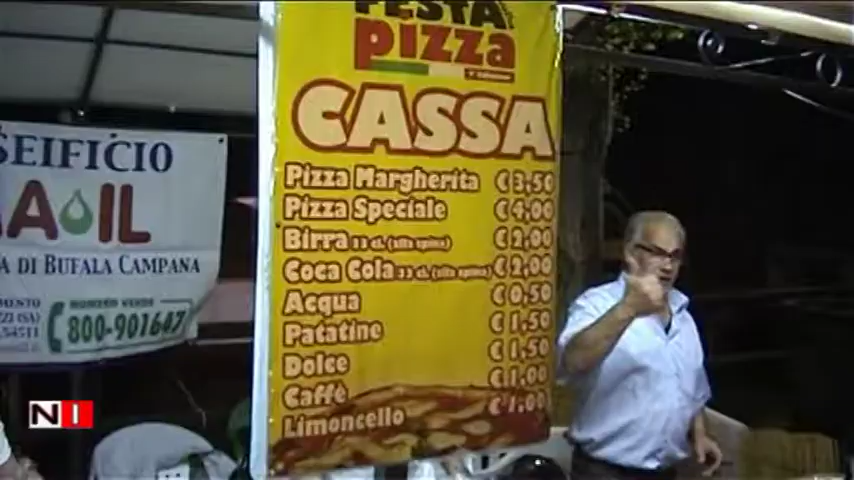 FESTA
pizza
CASSA
Pizza Margherita € 3,50
Pizza Speciale € 4,00
Birra 33 cl. (alla spina) € 2,00
Coca Cola 33 cl. (alla spina) € 2,00
Acqua € 0,50
Patatine € 1,50
Dolce € 1,50
Caffè € 1,00
Limoncello € 1,00
SEIFICIO
IL
DI BUFALA CAMPANA
NUMERO VERDE
800-901647
NI